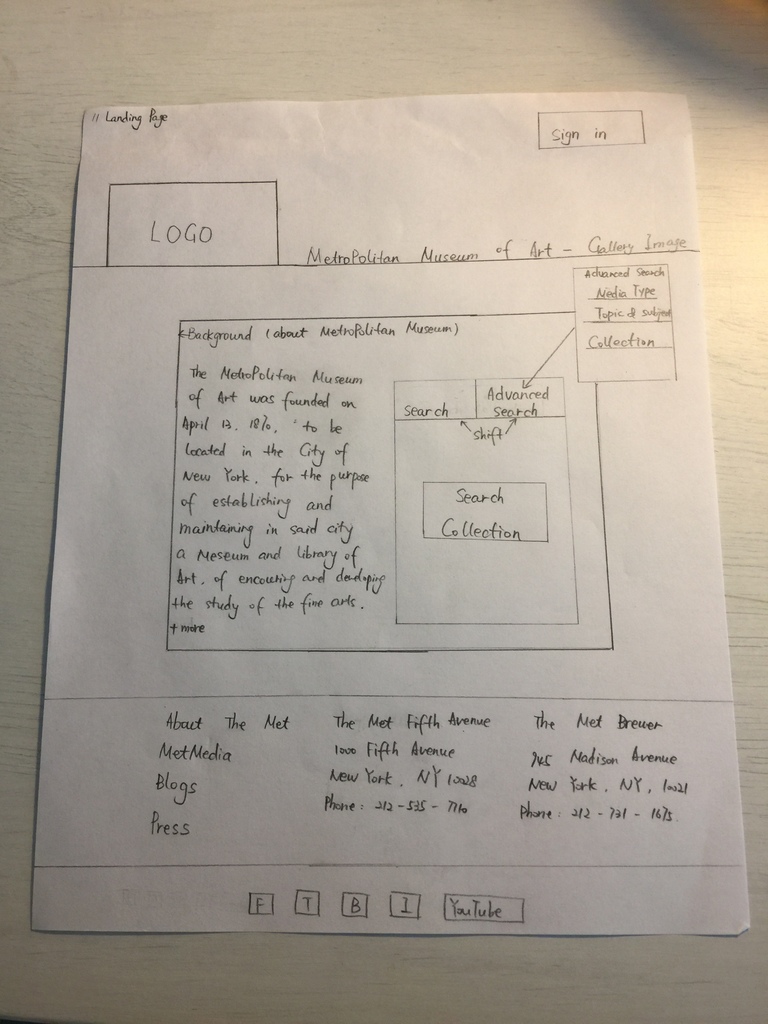 // Landing Page
Sign in
LOGO
MetroPolitan Museum of Art - Gallery Image
Advanced Search
Media Type
Topic & subject
Collection
Background (about MetroPolitan Museum)
The MetroPolitan Museum
of Art was founded on
April 13, 1870, to be
located in the City of
New York, for the purpose
of establishing and
maintaining in said city
a Meseum and library of
Art, of encouring and developing
the study of the fine arts.
+ more
Search
Advanced
Search
Shift
Search
Collection
About The Met
MetMedia
Blogs
Press
The Met Fifth Avenue
1000 Fifth Avenue
New York, NY 10028
Phone: 212-535-7710
The Met Breuer
945 Madison Avenue
New York, NY, 10021
Phone: 212-731-1675
F T B I YouTube